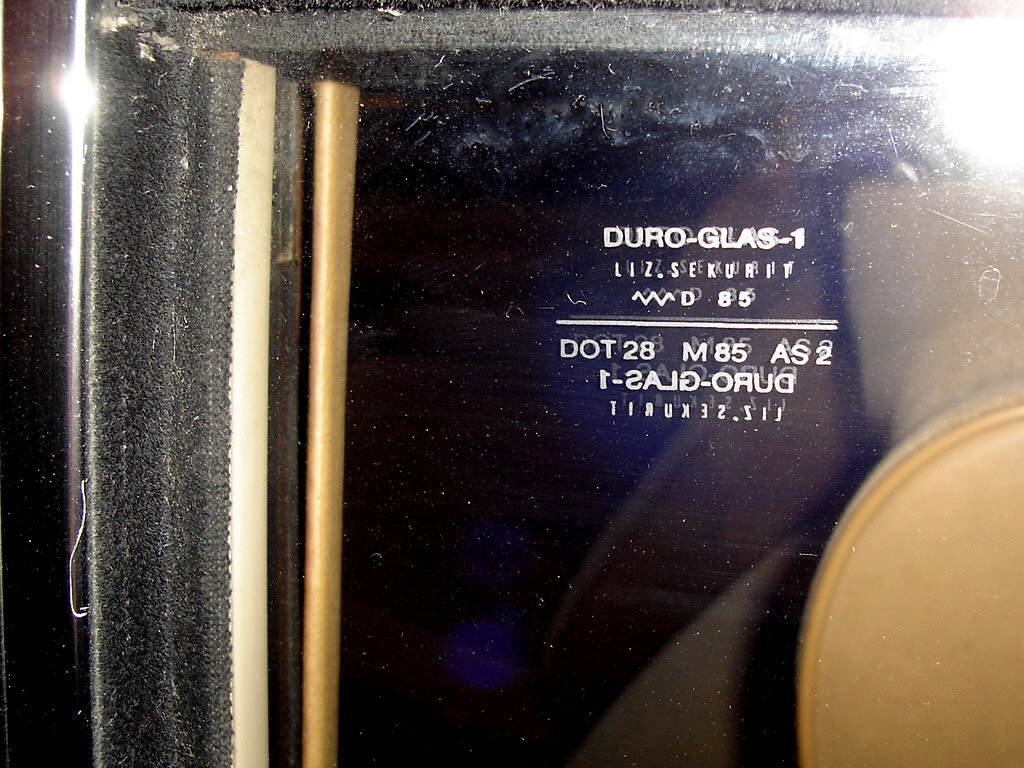 DURO-GLAS-1
LIZ.SEKURIT
D 85
DOT 28 M 85 AS 2
DURO-GLAS-1
LIZ.SEKURIT